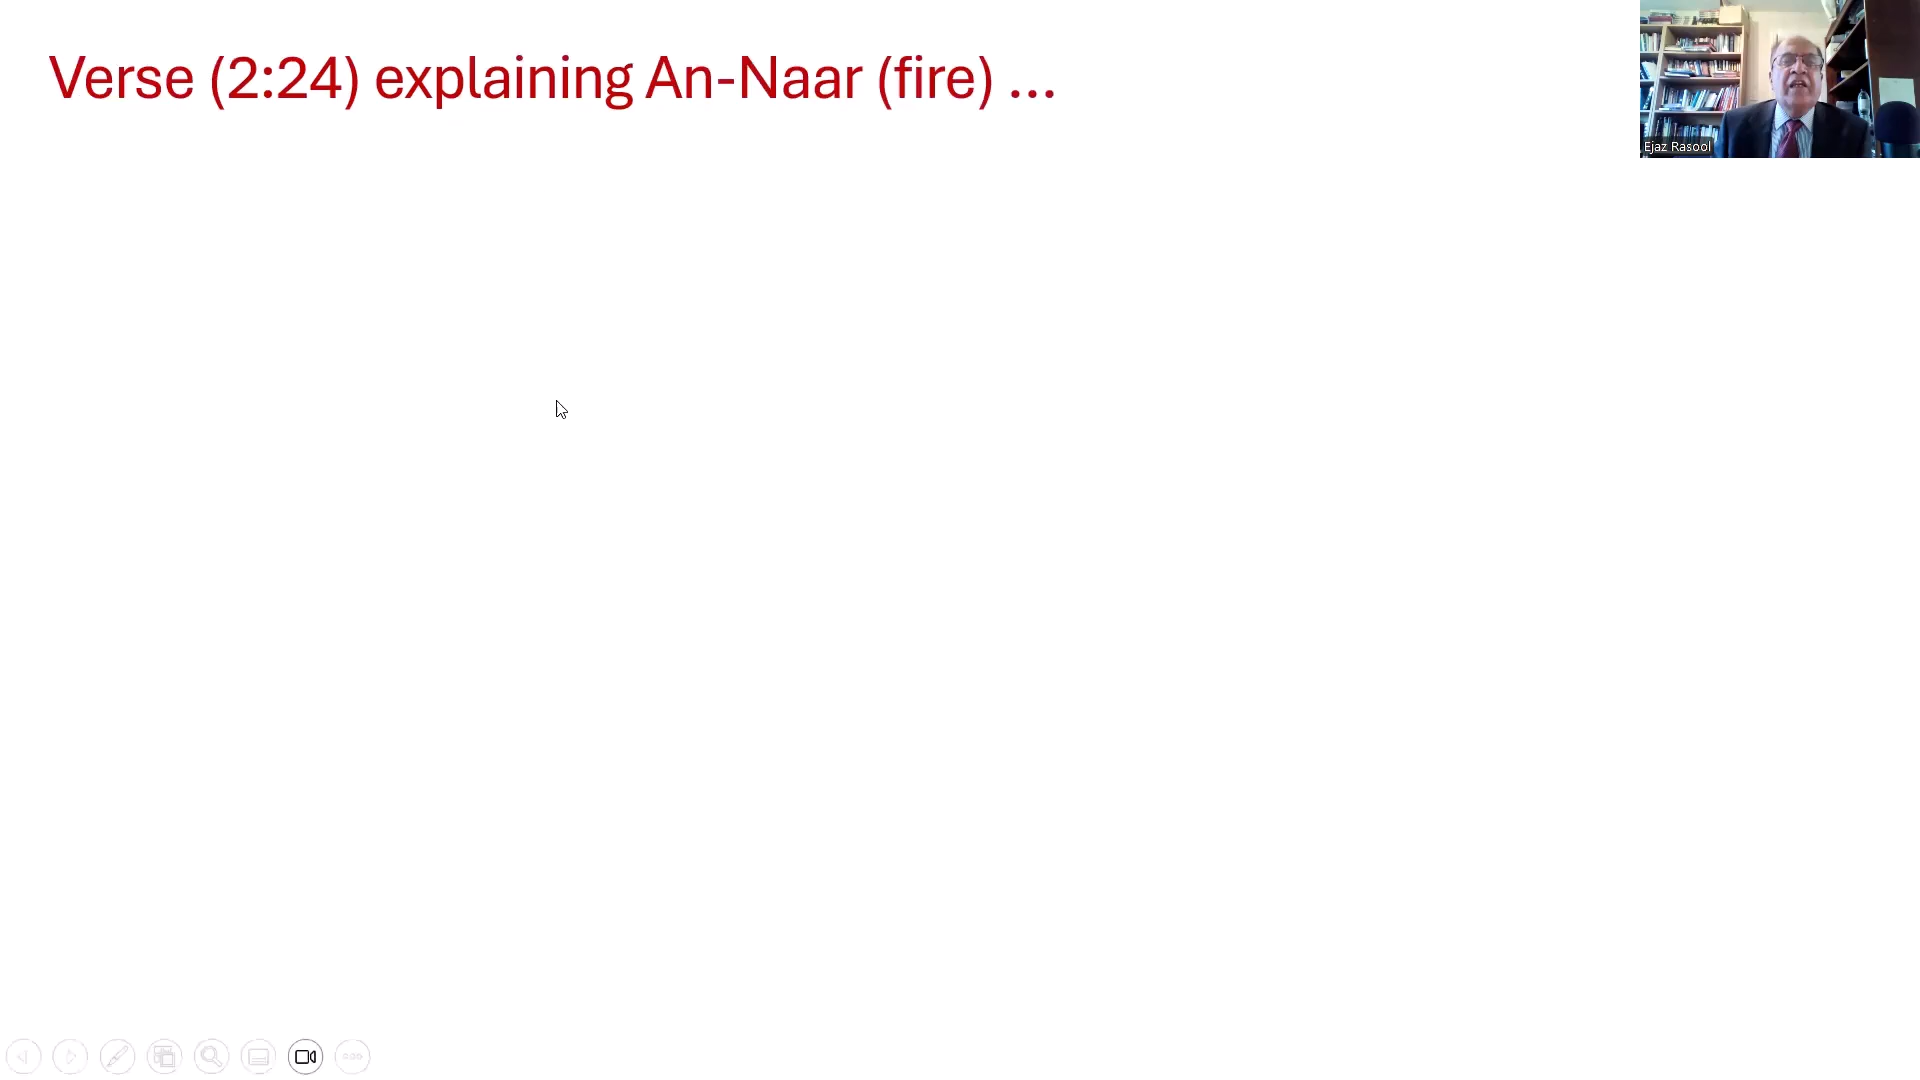 Verse (2:24) explaining An-Naar (fire) ...
Ejaz Rasool